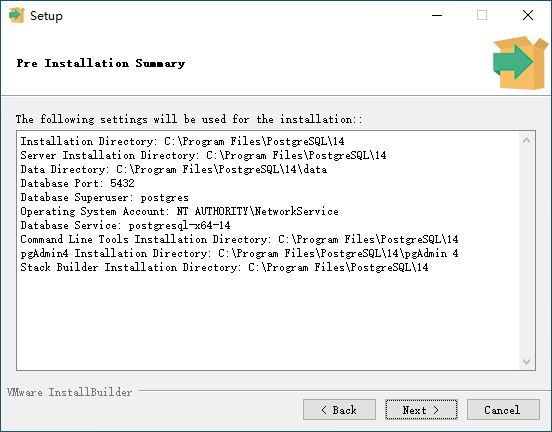 Setup
Pre Installation Summary
The following settings will be used for the installation::
Installation Directory: C:\Program Files\PostgreSQL\14
Server Installation Directory: C:\Program Files\PostgreSQL\14
Data Directory: C:\Program Files\PostgreSQL\14\data
Database Port: 5432
Database Superuser: postgres
Operating System Account: NT AUTHORITY\NetworkService
Database Service: postgresql-x64-14
Command Line Tools Installation Directory: C:\Program Files\PostgreSQL\14
pgAdmin4 Installation Directory: C:\Program Files\PostgreSQL\14\pgAdmin 4
Stack Builder Installation Directory: C:\Program Files\PostgreSQL\14
VMware InstallBuilder
< Back
Next >
Cancel